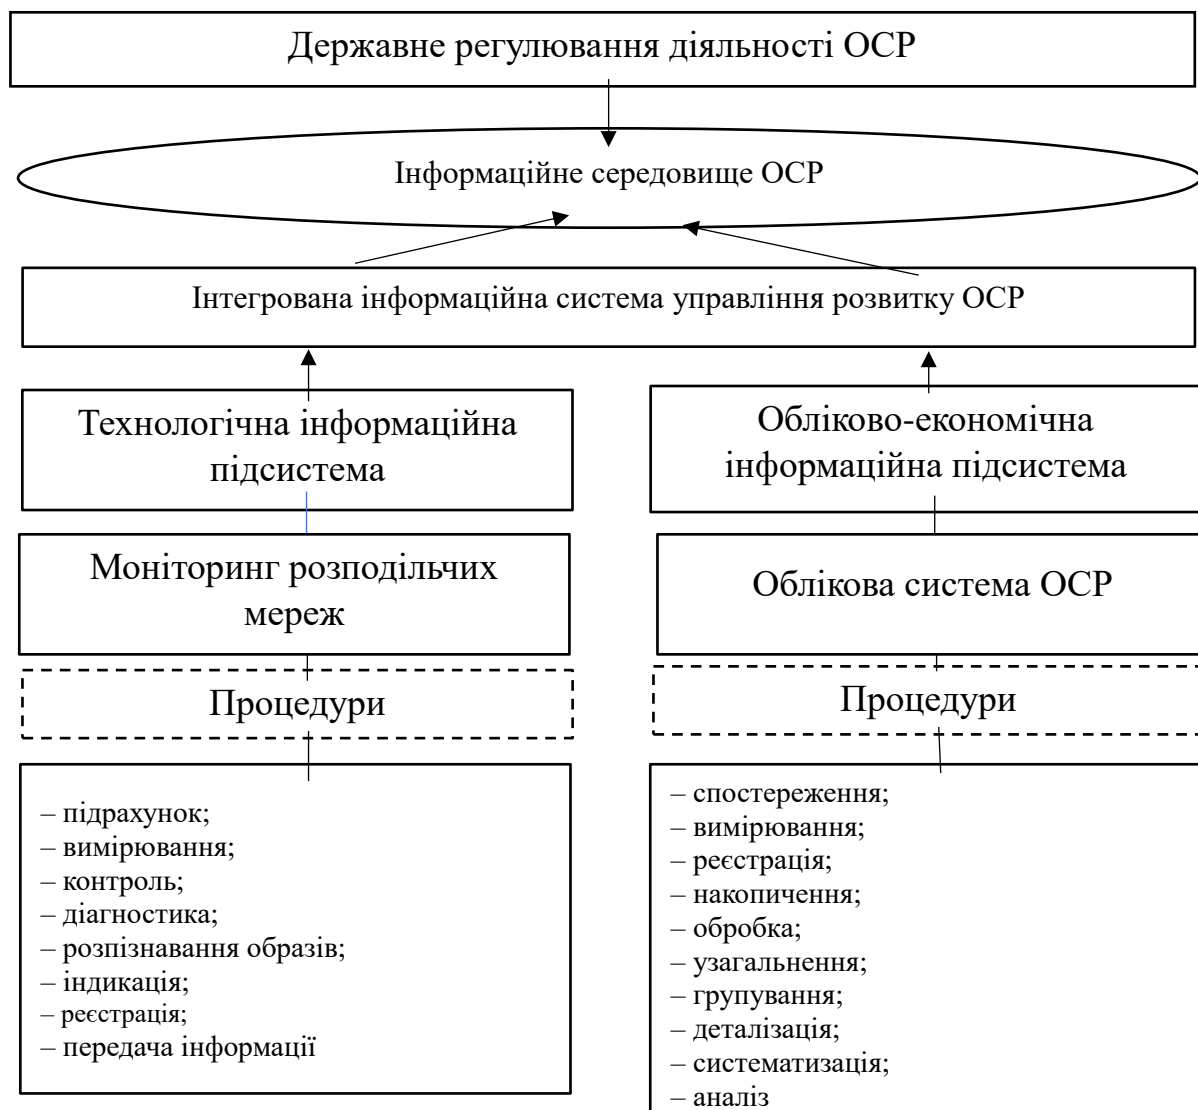 Державне регулювання діяльності ОСР
Інформаційне середовище ОСР
Інтегрована інформаційна система управління розвитку ОСР
Технологічна інформаційна
підсистема
Обліково-економічна
інформаційна підсистема
Моніторинг розподільчих
мереж
Облікова система ОСР
Процедури
Процедури
– підрахунок;
– вимірювання;
– контроль;
– діагностика;
– розпізнавання образів;
– індикація;
– реєстрація;
– передача інформації
– спостереження;
– вимірювання;
– реєстрація;
– накопичення;
– обробка;
– узагальнення;
– групування;
– деталізація;
– систематизація;
– аналіз